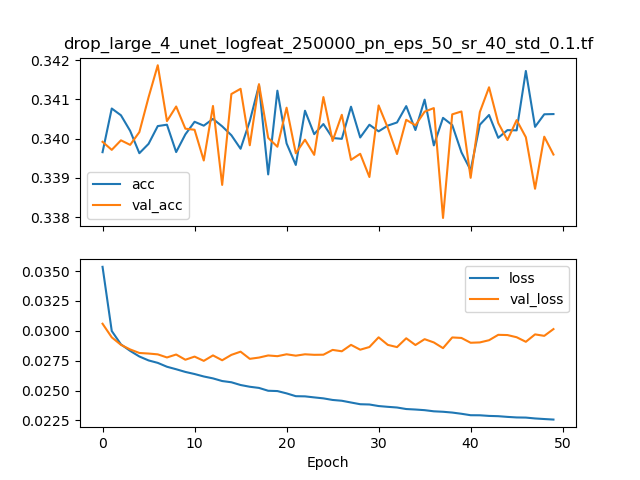 drop_large_4_unet_logfeat_250000_pn_eps_50_sr_40_std_0.1.tf
0.342
0.341
0.340
0.339
0.338
acc
val_acc
0.0350
0.0325
0.0300
0.0275
0.0250
0.0225
loss
val_loss
0 10 20 30 40 50
Epoch